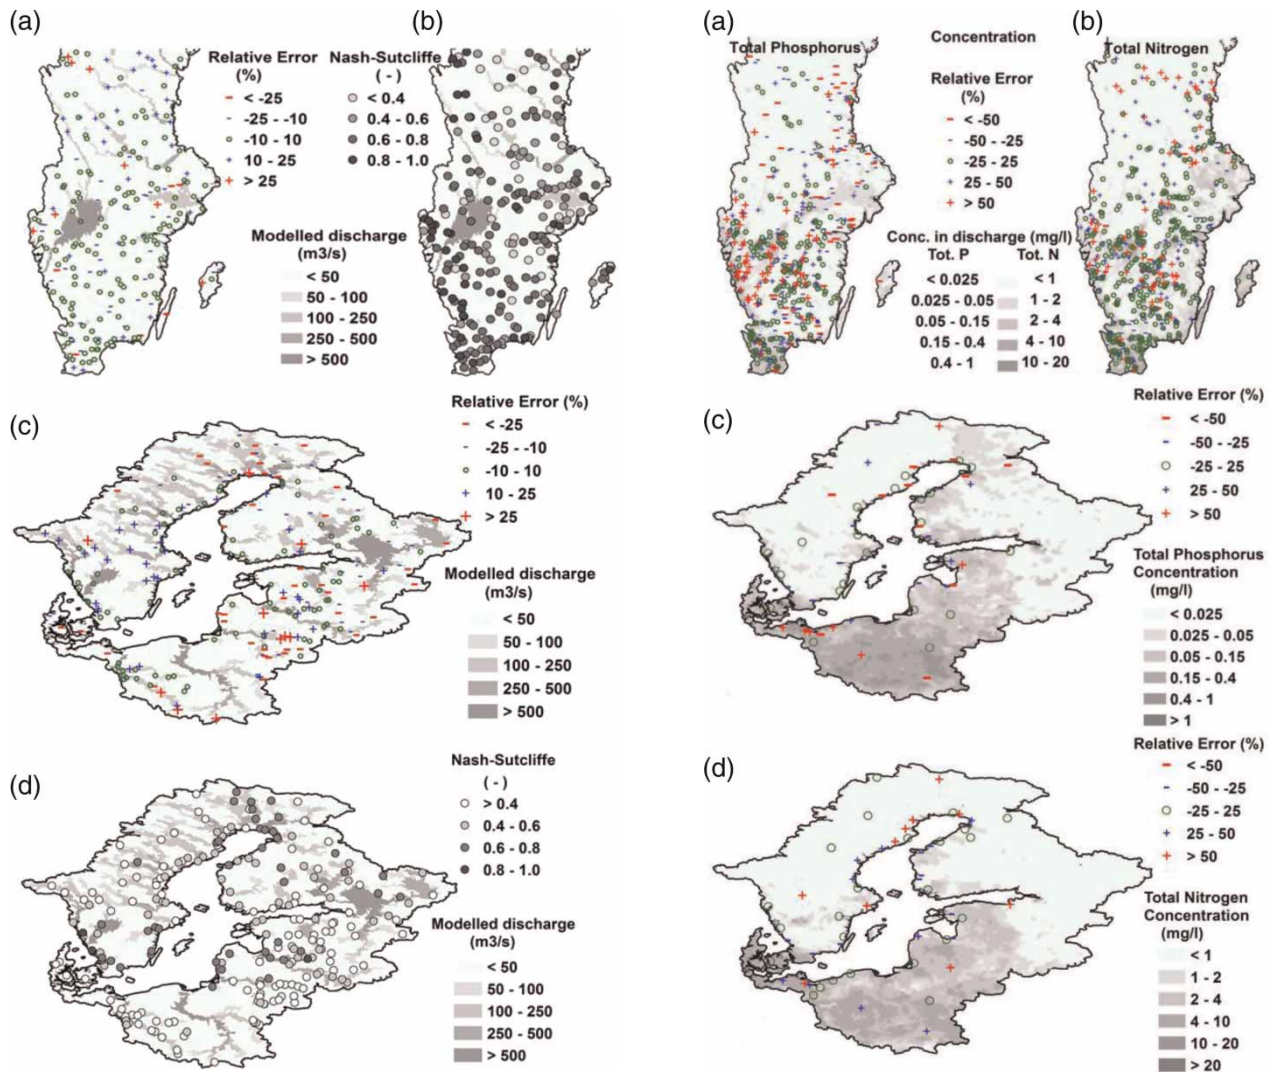 (a)
(b)
Relative Error
(%)
< -25
-25 - -10
-10 - 10
10 - 25
> 25
Nash-Sutcliffe
( - )
< 0.4
0.4 - 0.6
0.6 - 0.8
0.8 - 1.0
Modelled discharge
(m3/s)
< 50
50 - 100
100 - 250
250 - 500
> 500
(c)
Relative Error (%)
< -25
-25 - -10
-10 - 10
10 - 25
> 25
Modelled discharge
(m3/s)
< 50
50 - 100
100 - 250
250 - 500
> 500
(d)
Nash-Sutcliffe
( - )
> 0.4
0.4 - 0.6
0.6 - 0.8
0.8 - 1.0
Modelled discharge
(m3/s)
< 50
50 - 100
100 - 250
250 - 500
> 500
(a)
Total Phosphorus
Concentration
(b)
Total Nitrogen
Relative Error
(%)
< -50
-50 - -25
-25 - 25
25 - 50
> 50
Conc. in discharge (mg/l)
Tot. P Tot. N
< 0.025 < 1
0.025 - 0.05 1 - 2
0.05 - 0.15 2 - 4
0.15 - 0.4 4 - 10
0.4 - 1 10 - 20
(c)
Relative Error (%)
< -50
-50 - -25
-25 - 25
25 - 50
> 50
Total Phosphorus
Concentration
(mg/l)
< 0.025
0.025 - 0.05
0.05 - 0.15
0.15 - 0.4
0.4 - 1
> 1
(d)
Relative Error (%)
< -50
-50 - -25
-25 - 25
25 - 50
> 50
Total Nitrogen
Concentration
(mg/l)
< 1
1 - 2
2 - 4
4 - 10
10 - 20
> 20